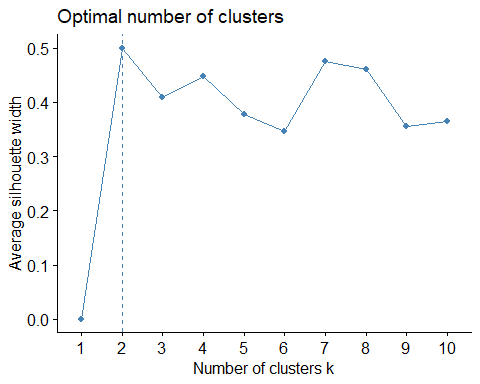 Optimal number of clusters
Average silhouette width
0.5
0.4
0.3
0.2
0.1
0.0
1 2 3 4 5 6 7 8 9 10
Number of clusters k